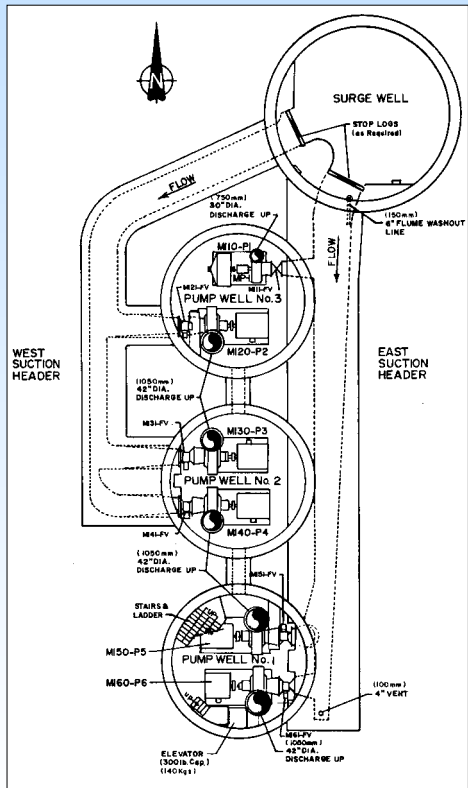 N
SURGE WELL
STOP LOGS
(as Required)
FLOW
(750mm)
30" DIA.
DISCHARGE UP
(150mm)
6" FLUME WASHOUT
LINE
FLOW
M110-P1
MP
M111-FV
M121-FV
PUMP WELL No.3
M120-P2
WEST
SUCTION
HEADER
EAST
SUCTION
HEADER
(1050mm)
42" DIA.
DISCHARGE UP
M131-FV
M130-P3
PUMP WELL No. 2
M141-FV
M140-P4
(1050mm)
42" DIA.
DISCHARGE UP
M151-FV
STAIRS &
LADDER
UP
M150-P5
PUMP WELL No. 1
M160-P6
UP
(100mm)
4" VENT
M161-FV
(1050mm)
42" DIA.
DISCHARGE UP
ELEVATOR
(300lb. Cap.)
(140Kgs)